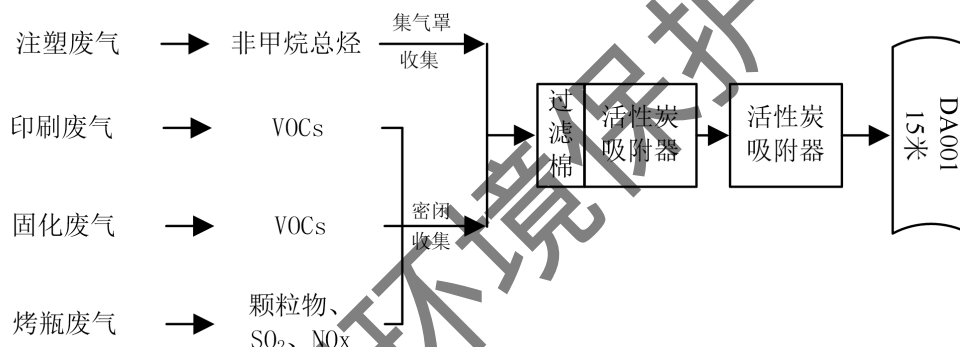 注塑废气
非甲烷总烃
集气罩
收集
印刷废气
VOCs
固化废气
VOCs
密闭
收集
烤瓶废气
颗粒物、
SO₂、NOx
过滤棉
活性炭
吸附器
活性炭
吸附器
DA001
15米
环境保护